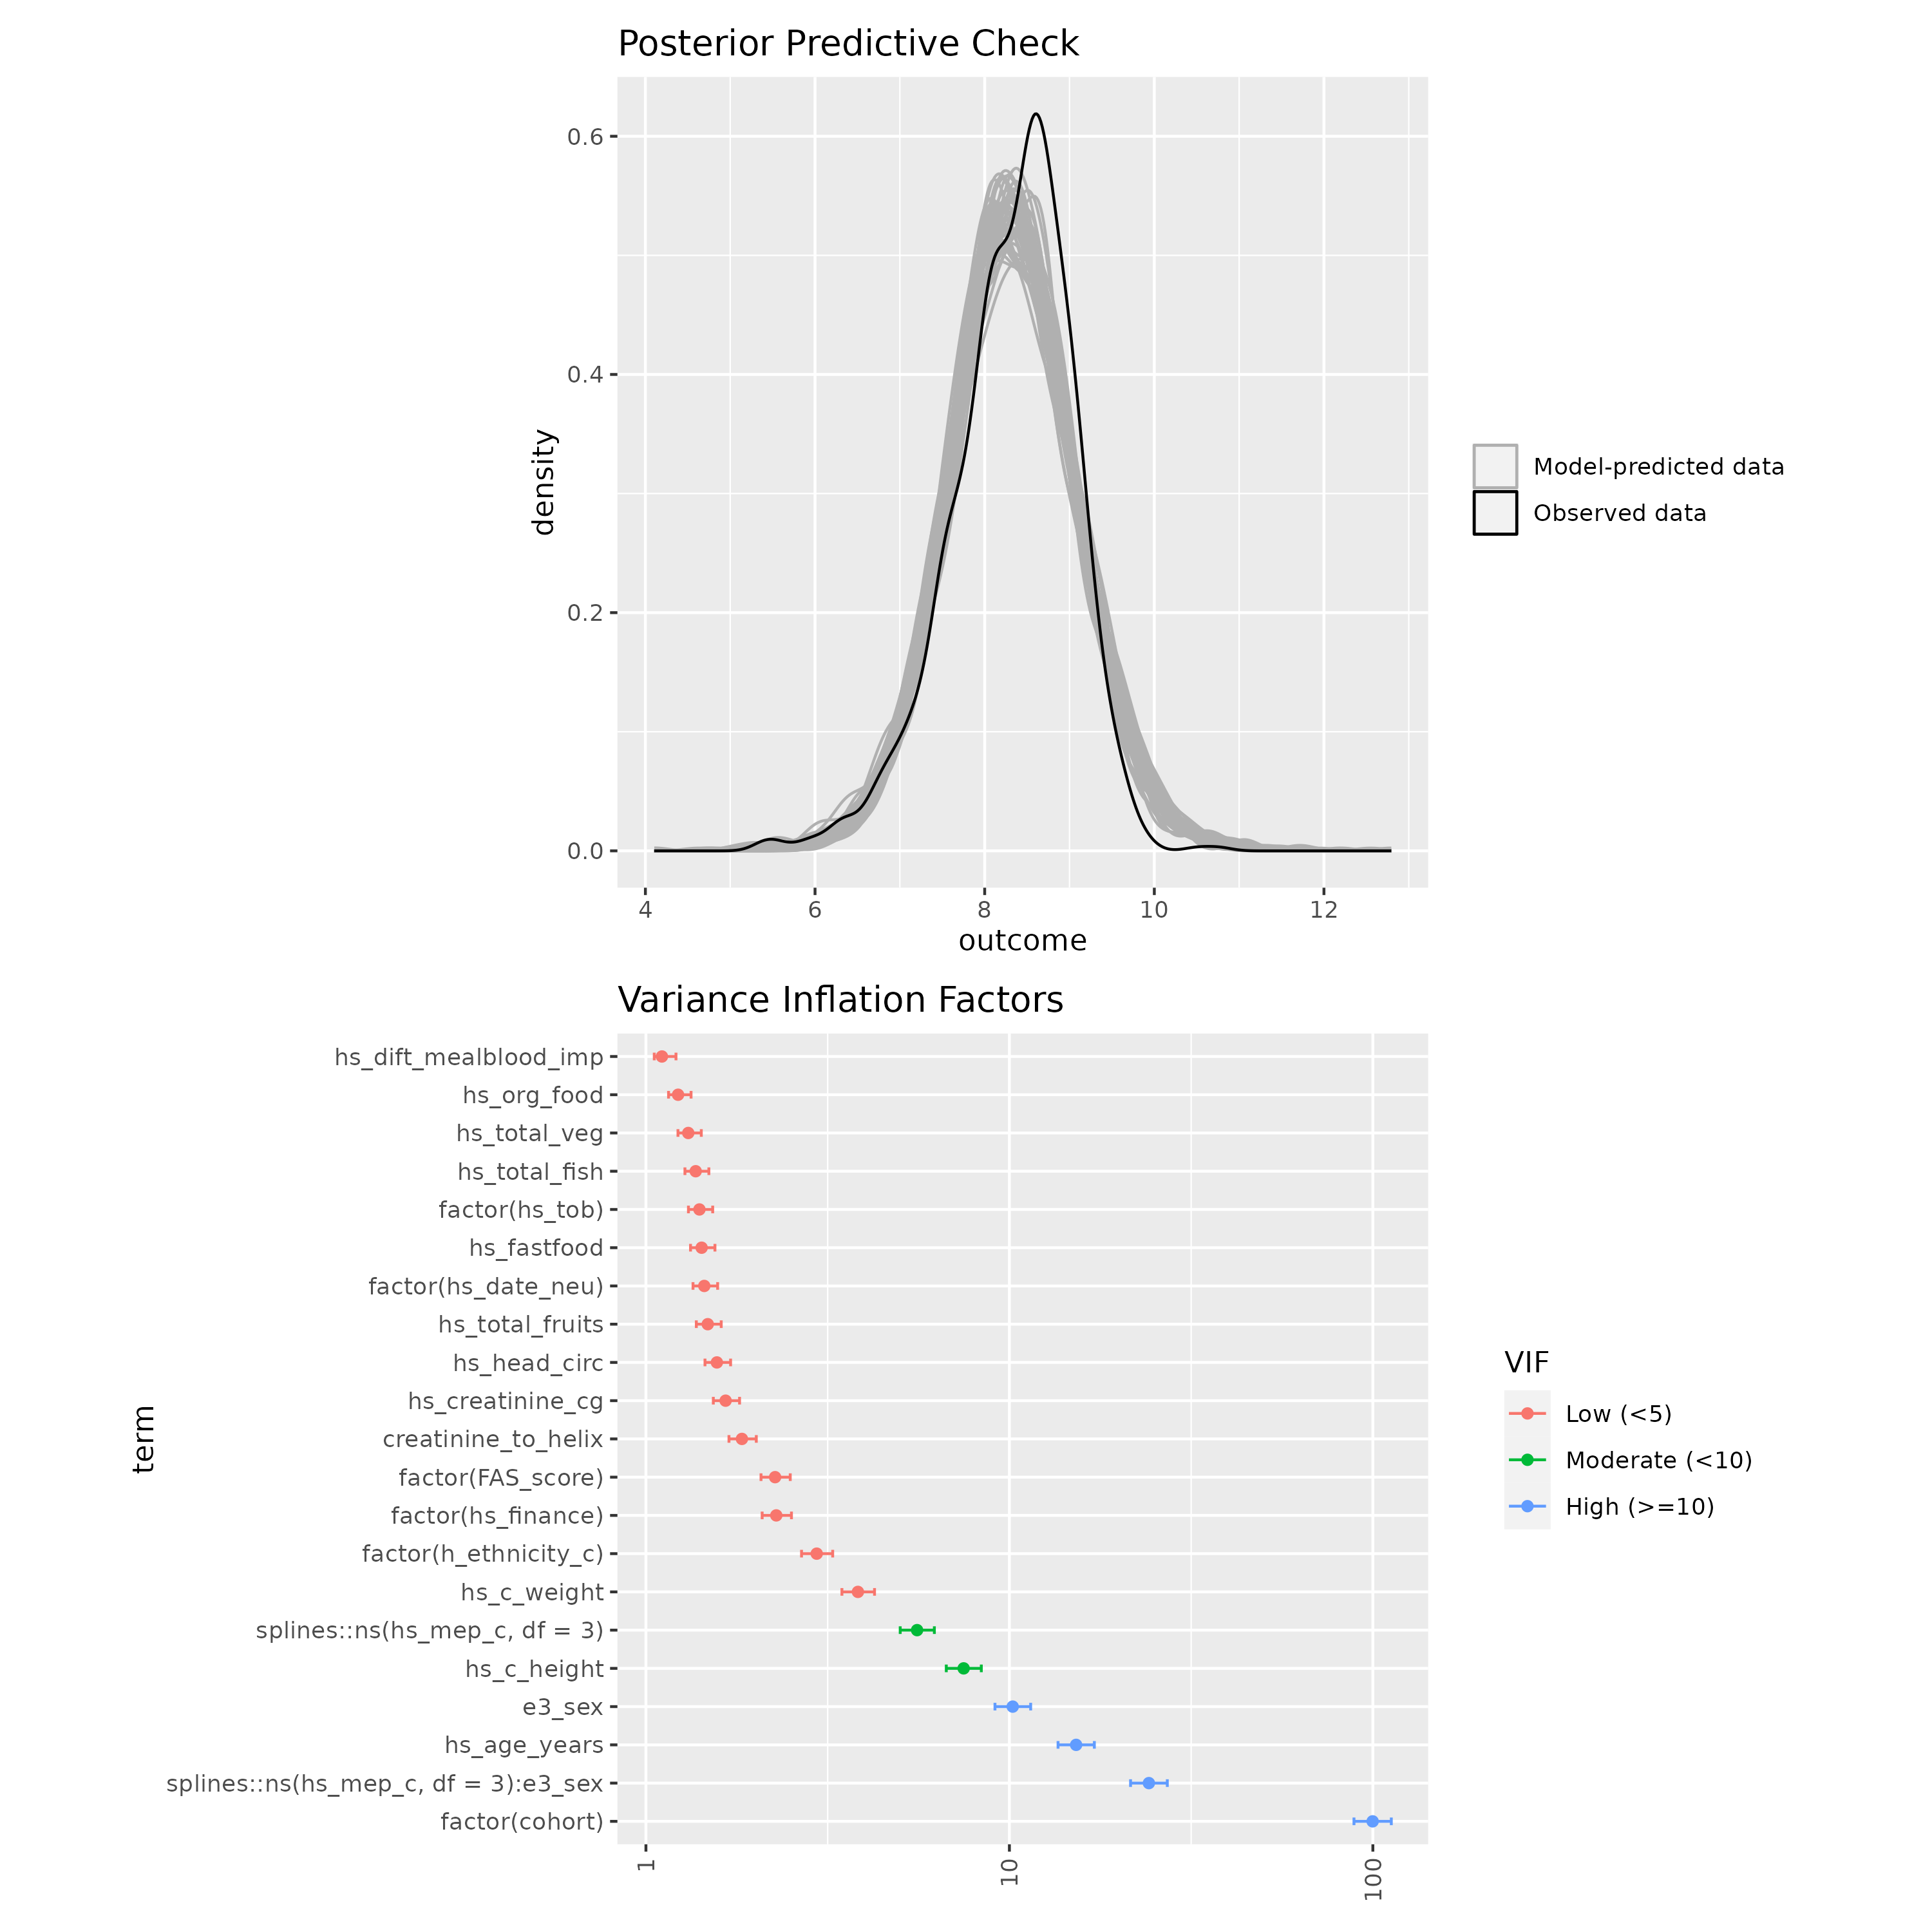 Posterior Predictive Check
0.6
0.4
0.2
0.0
density
4
6
8
10
12
outcome
Model-predicted data
Observed data
Variance Inflation Factors
term
hs_dift_mealblood_imp
hs_org_food
hs_total_veg
hs_total_fish
factor(hs_tob)
hs_fastfood
factor(hs_date_neu)
hs_total_fruits
hs_head_circ
hs_creatinine_cg
creatinine_to_helix
factor(FAS_score)
factor(hs_finance)
factor(h_ethnicity_c)
hs_c_weight
splines::ns(hs_mep_c, df = 3)
hs_c_height
e3_sex
hs_age_years
splines::ns(hs_mep_c, df = 3):e3_sex
factor(cohort)
1
10
100
VIF
Low (<5)
Moderate (<10)
High (>=10)